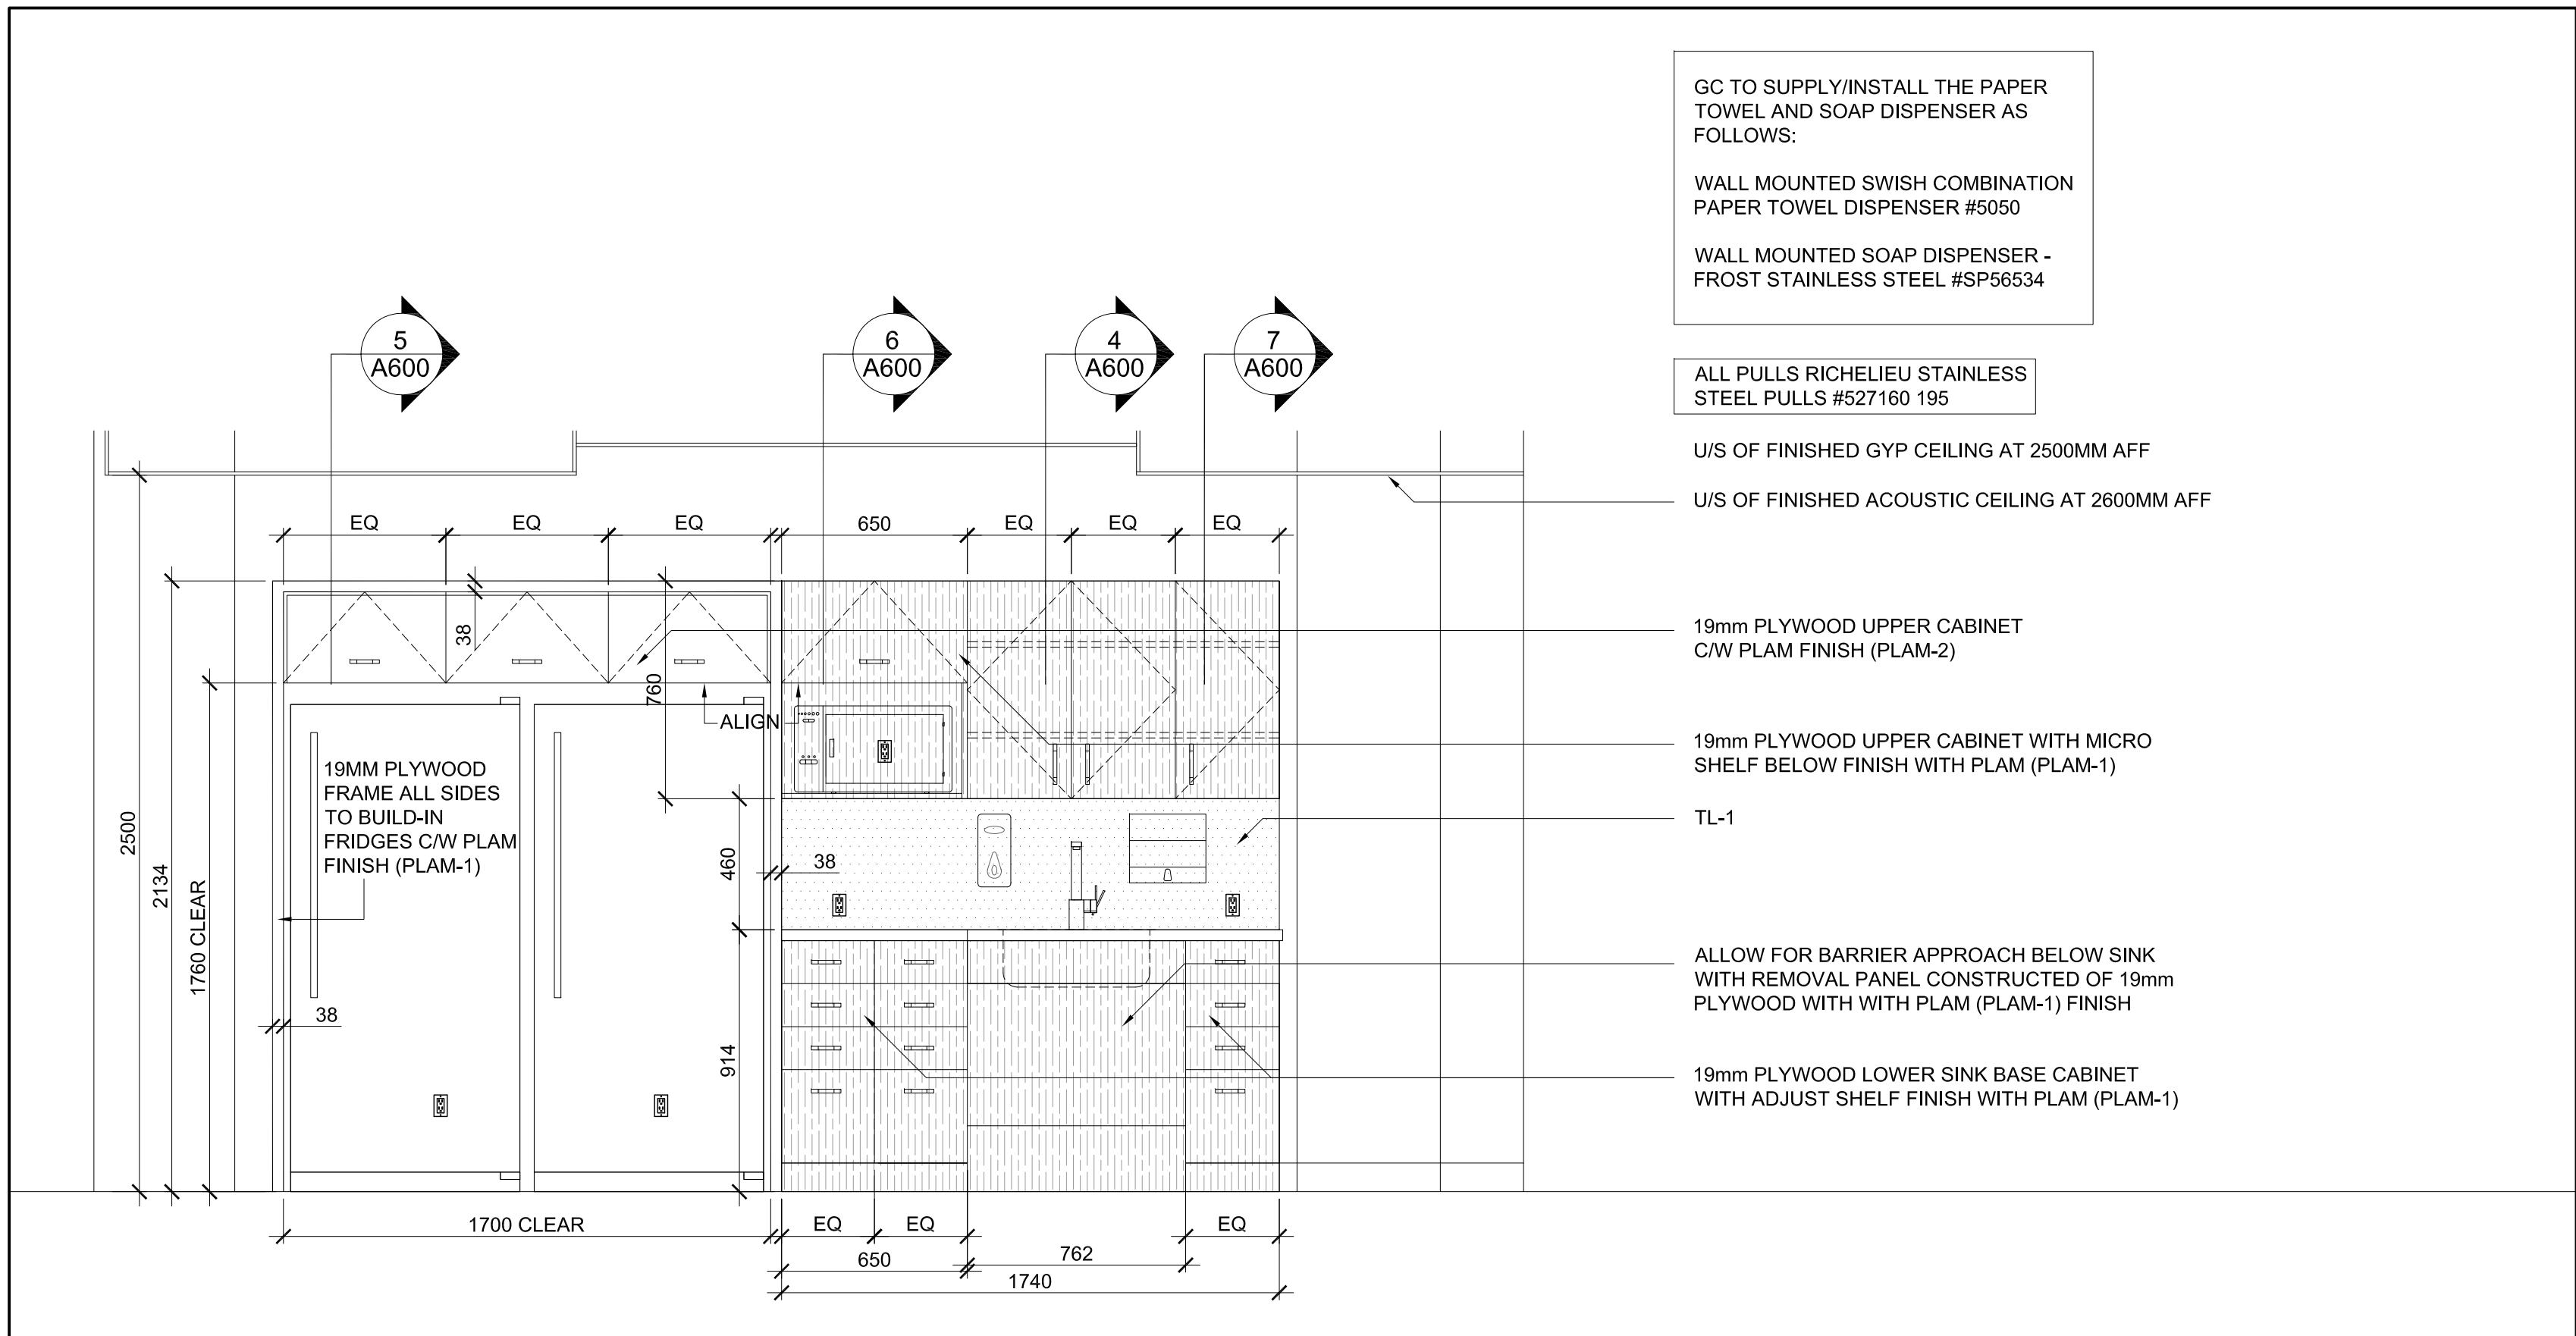 GC TO SUPPLY/INSTALL THE PAPER
TOWEL AND SOAP DISPENSER AS
FOLLOWS:
WALL MOUNTED SWISH COMBINATION
PAPER TOWEL DISPENSER #5050
WALL MOUNTED SOAP DISPENSER -
FROST STAINLESS STEEL #SP56534
5
A600
6
A600
4
A600
7
A600
ALL PULLS RICHELIEU STAINLESS
STEEL PULLS #527160 195
U/S OF FINISHED GYP CEILING AT 2500MM AFF
U/S OF FINISHED ACOUSTIC CEILING AT 2600MM AFF
EQ
EQ
EQ
650
EQ
EQ
EQ
38
19mm PLYWOOD UPPER CABINET
C/W PLAM FINISH (PLAM-2)
760
ALIGN
19mm PLYWOOD UPPER CABINET WITH MICRO
SHELF BELOW FINISH WITH PLAM (PLAM-1)
19MM PLYWOOD
FRAME ALL SIDES
TO BUILD-IN
FRIDGES C/W PLAM
FINISH (PLAM-1)
TL-1
2500
2134
1760 CLEAR
460
38
38
914
ALLOW FOR BARRIER APPROACH BELOW SINK
WITH REMOVAL PANEL CONSTRUCTED OF 19mm
PLYWOOD WITH WITH PLAM (PLAM-1) FINISH
19mm PLYWOOD LOWER SINK BASE CABINET
WITH ADJUST SHELF FINISH WITH PLAM (PLAM-1)
1700 CLEAR
EQ
EQ
EQ
650
762
1740